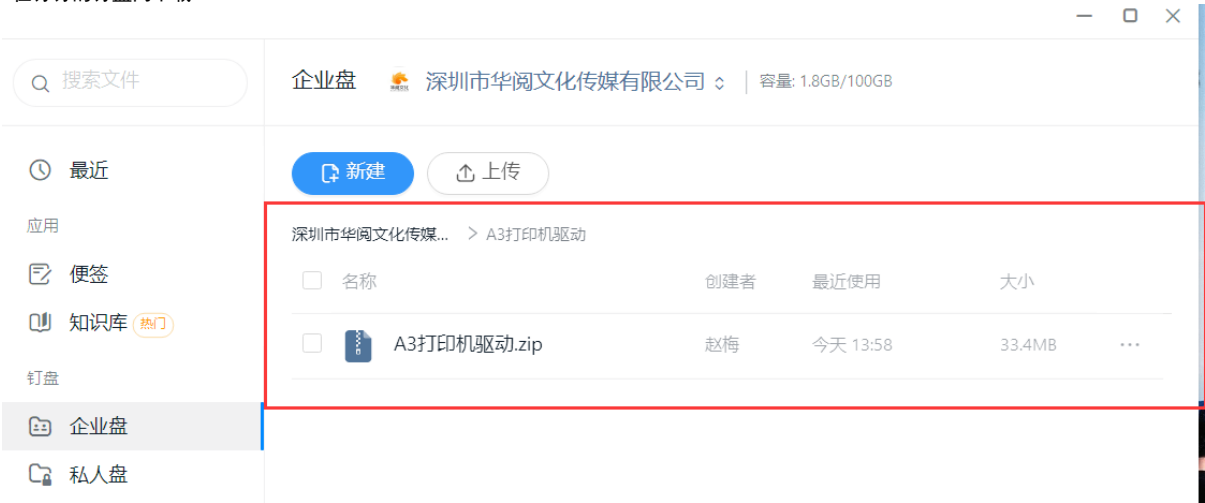 搜索文件
企业盘 深圳市华阅文化传媒有限公司 容量: 1.8GB/100GB
最近
新建 上传
应用
深圳市华阅文化传媒... > A3打印机驱动
便签
名称 创建者 最近使用 大小
知识库 热门
A3打印机驱动.zip 赵梅 今天 13:58 33.4MB ...
钉盘
企业盘
私人盘